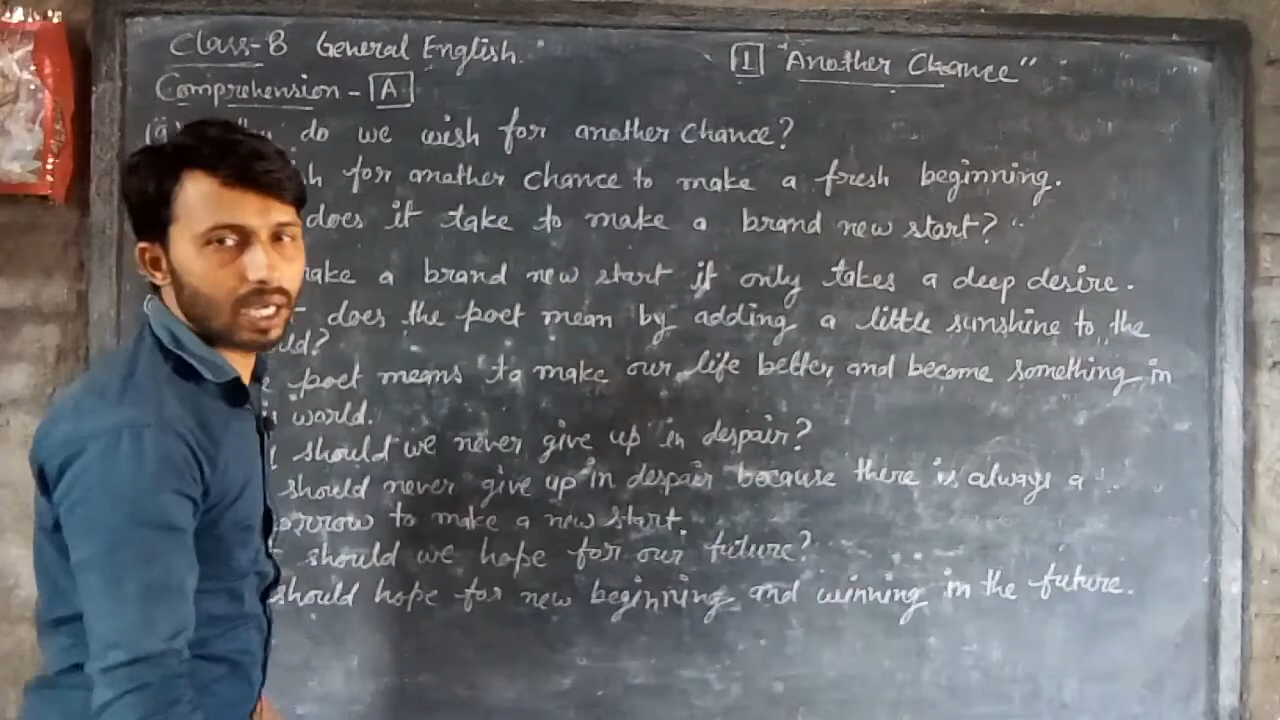 Class-8 General English
1 "Another Chance"
Comprehension - A
(a) do we wish for another chance?
for another chance to make a fresh beginning.
does it take to make a brand new start?
make a brand new start it only takes a deep desire.
does the poet mean by adding a little sunshine to the
poet means to make our life better, and become something in
world.
should we never give up in despair?
should never give up in despair because there is always a
to make a new start.
should we hope for our future?
should hope for new beginning and winning in the future.